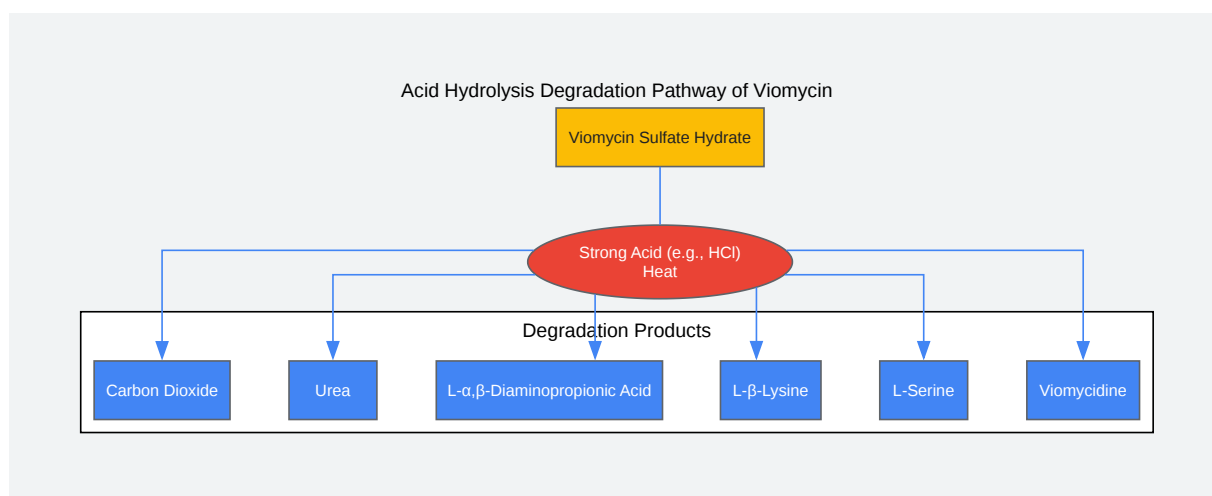 Acid Hydrolysis Degradation Pathway of Viomycin
Viomycin Sulfate Hydrate
Strong Acid (e.g., HCl)
Heat
Degradation Products
Carbon Dioxide
Urea
L-α,β-Diaminopropionic Acid
L-β-Lysine
L-Serine
Viomycidine